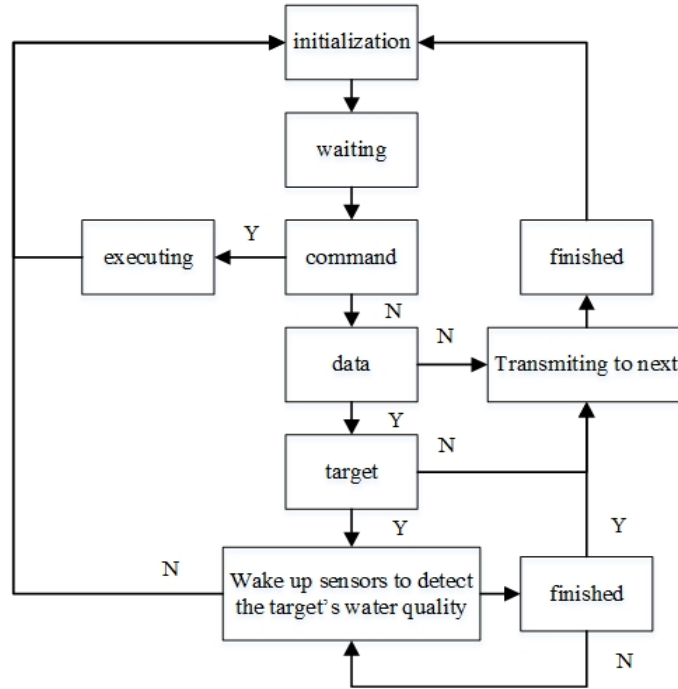 initialization
waiting
Y
executing
command
finished
N
N
data
Transmiting to next
Y
N
target
Y
Y
N
Wake up sensors to detect
the target's water quality
finished
N